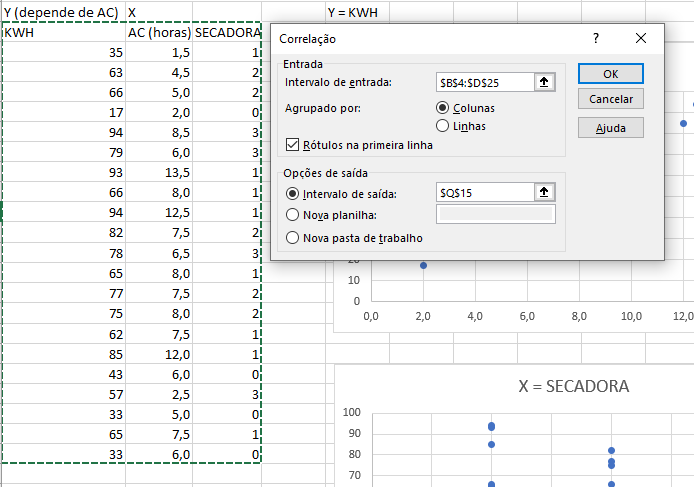 Y (depende de AC) X Y = KWH
KWH AC (horas) SECADORA
35 1,5 1
63 4,5 2
66 5,0 2
17 2,0 0
94 8,5 3
79 6,0 3
93 13,5 1
66 8,0 1
94 12,5 1
82 7,5 2
78 6,5 3
65 8,0 1
77 7,5 2
75 8,0 2
62 7,5 1
85 12,0 1
43 6,0 0
57 2,5 3
33 5,0 0
65 7,5 1
33 6,0 0
Correlação ?
Entrada
Intervalo de entrada: $B$4:$D$25
Agrupado por: Colunas
Linhas
Rótulos na primeira linha
Opções de saída
Intervalo de saída: $Q$15
Nova planilha:
Nova pasta de trabalho
OK
Cancelar
Ajuda
20
10
0
0,0 2,0 4,0 6,0 8,0 10,0 12,0
X = SECADORA
100
90
80
70